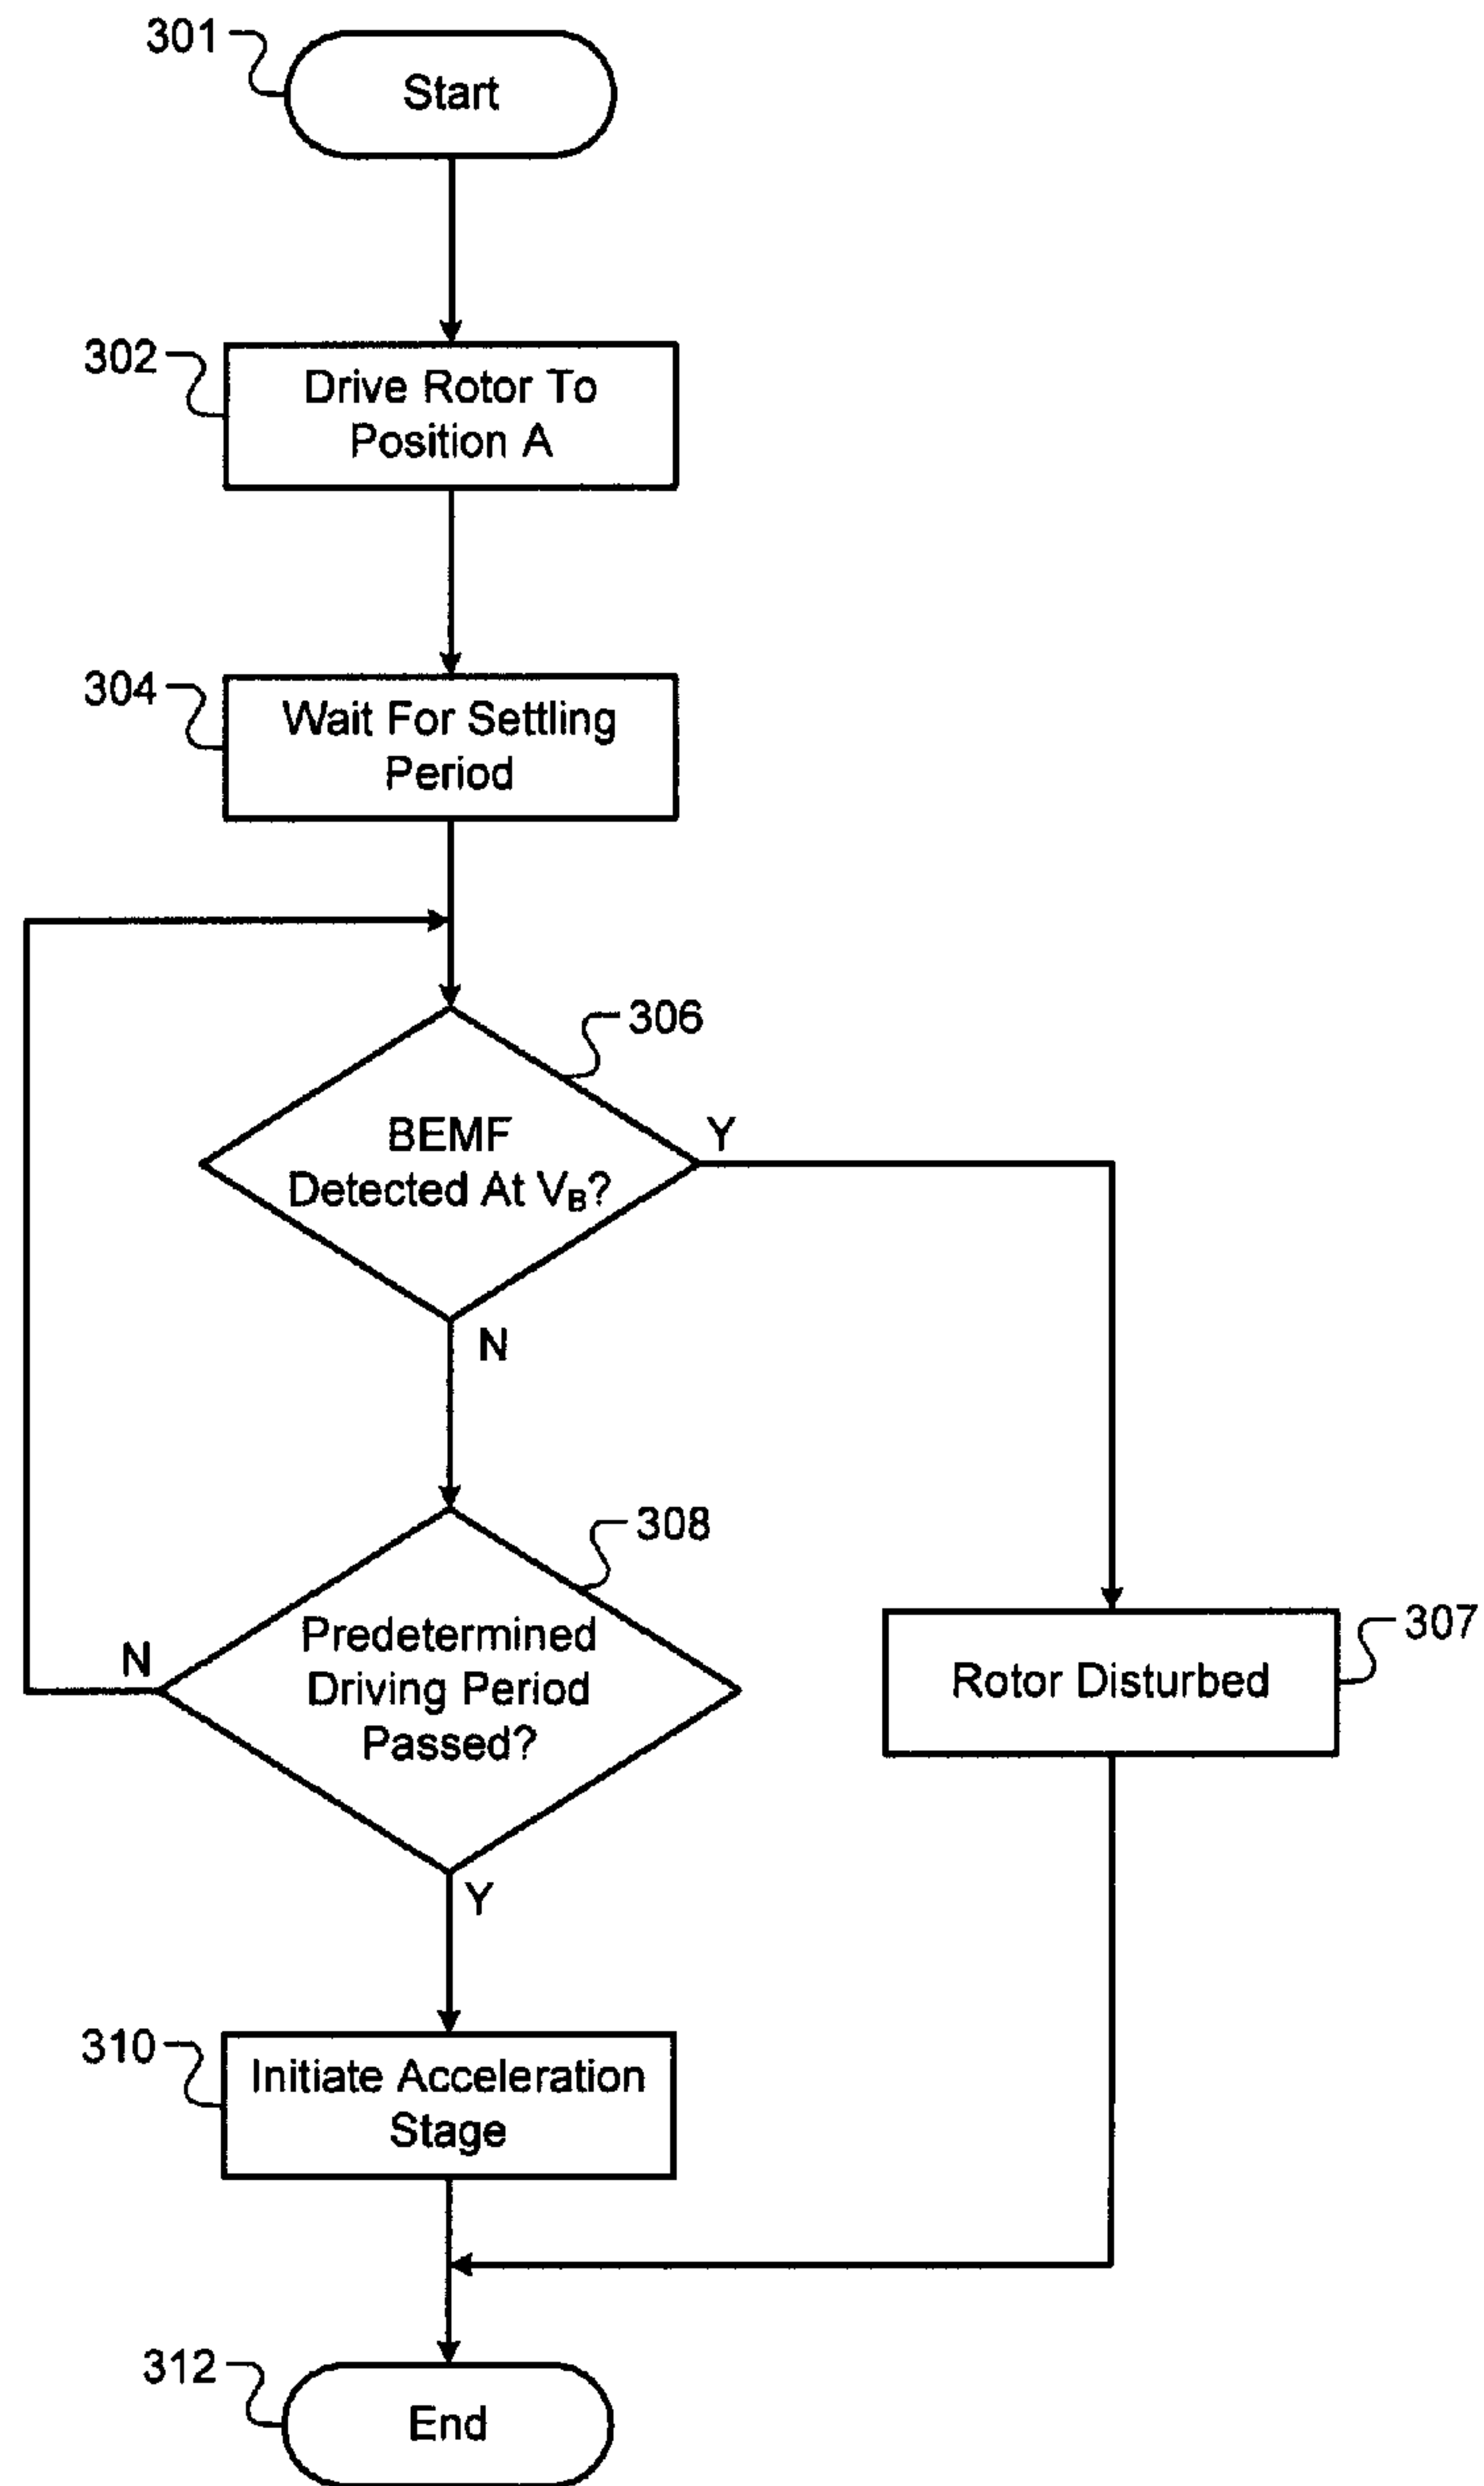 301
Start
302
Drive Rotor To
Position A
304
Wait For Settling
Period
306
BEMF
Detected At VB?
Y
N
308
Predetermined
Driving Period
Passed?
N
Y
307
Rotor Disturbed
310
Initiate Acceleration
Stage
312
End